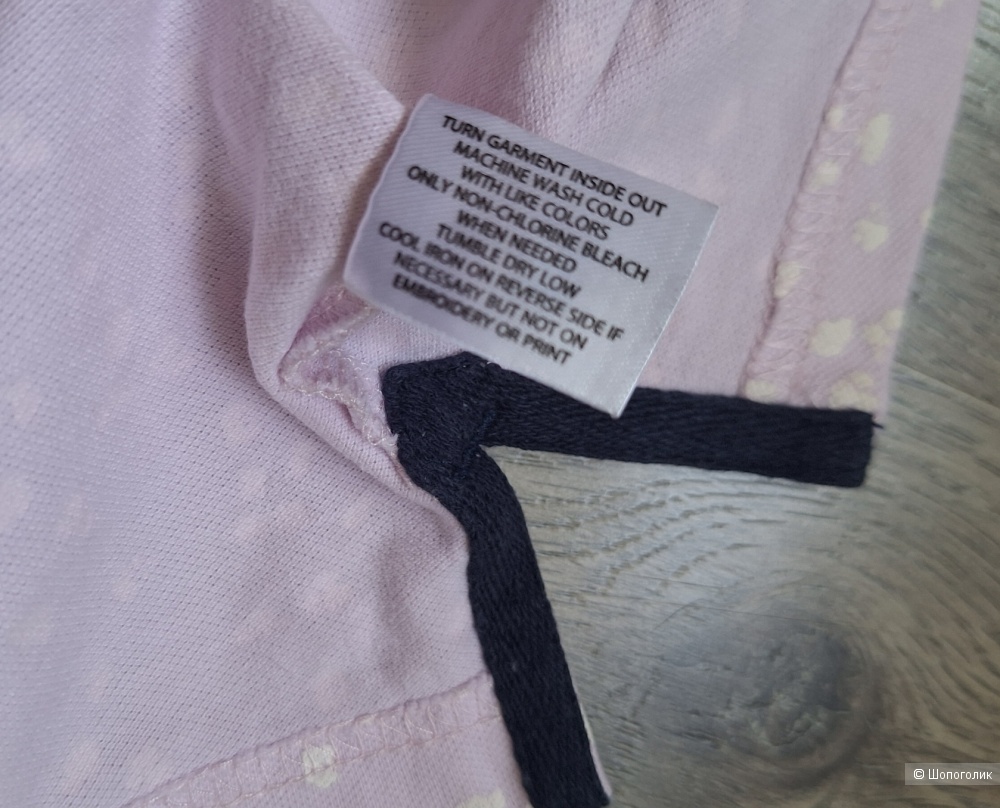 TURN GARMENT INSIDE OUT
MACHINE WASH COLD
WITH LIKE COLORS
ONLY NON-CHLORINE BLEACH
WHEN NEEDED
TUMBLE DRY LOW
COOL IRON ON REVERSE SIDE IF
NECESSARY BUT NOT ON
EMBROIDERY OR PRINT
© Шопоголик